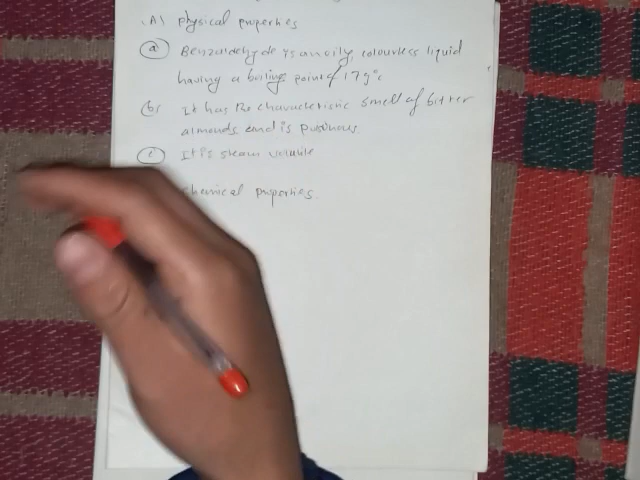 (A) Physical properties
(a) Benzaldehyde is an oily, colourless liquid
having a boiling point of 179°c
(b) It has the characteristic smell of bitter
almonds and is poisonous
(c) It is steam volatile
chemical properties